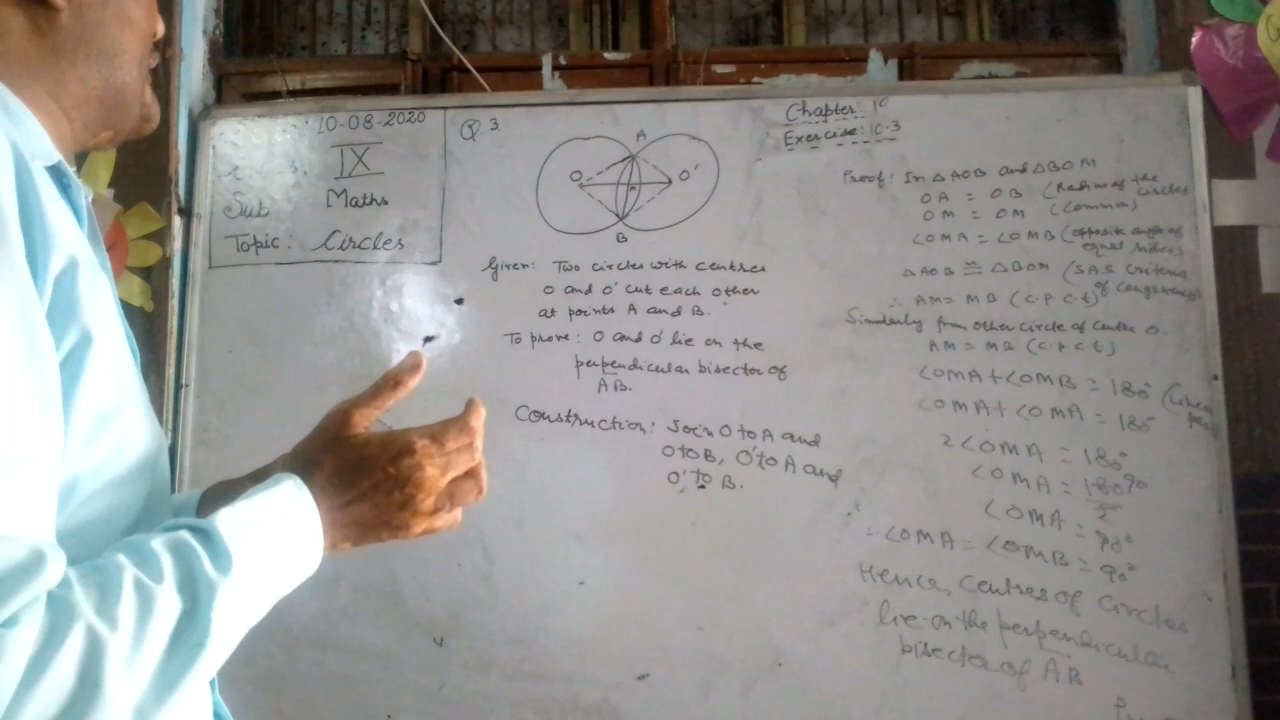 10-08-2020
IX
Sub Maths
Topic: Circles
Q. 3.
A
O O'
M
B
Given: Two circles with centres
O and O' cut each other
at points A and B.
To prove: O and O' lie on the
perpendicular bisector of
AB.
Construction: Join O to A and
O to B, O' to A and
O' to B.
Chapter: 10
Exercise: 10.3
Proof: In △AOB and △BOM
OA = OB (Radius of the circles
OM = OM (Common)
∠OMA = ∠OMB (opposite angle of
equal sides)
△AOB ≅ △BOM (SAS criteria
of congruence)
∴ AM = MB (C.P.C.t)
Similarly from other circle of centre O
AM = MB (C.P.C.t)
∠OMA + ∠OMB = 180° (Linear
∠OMA + ∠OMA = 180°
2∠OMA = 180°
∠OMA = 180° 90
2
∠OMA = 90°
∴ ∠OMA = ∠OMB = 90°
Hence, Centres of Circles
lie on the perpendicular
bisector of AB